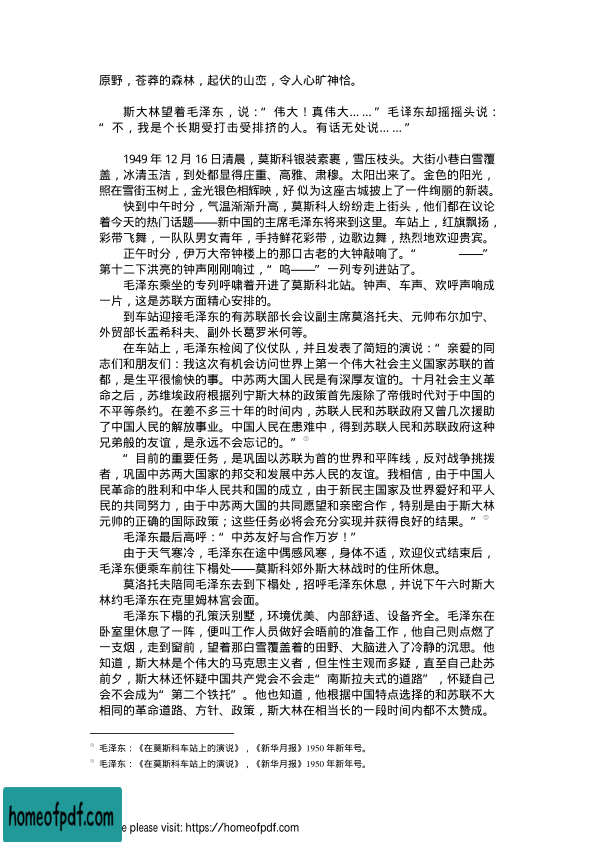 原野，苍莽的森林，起伏的山峦，令人心旷神恰。
斯大林望着毛泽东，说：“ 伟大！真伟大……” 毛译东却摇摇头说：
“ 不，我是个长期受打击受排挤的人。有话无处说……”
1949 年 12 月 16 日清晨，莫斯科银装素裹，雪压枝头。大街小巷白雪覆
盖，冰清玉洁，到处都显得庄重、高雅、肃穆。太阳出来了。金色的阳光，
照在雪街玉树上，金光银色相辉映，好 似为这座古城披上了一件绚丽的新装。
快到中午时分，气温渐渐升高，莫斯科人纷纷走上街头，他们都在议论
着今天的热门话题——新中国的主席毛泽东将来到这里。车站上，红旗飘扬，
彩带飞舞，一队队男女青年，手持鲜花彩带，边歌边舞，热烈地欢迎贵宾。
正午时分，伊万大帝钟楼上的那口古老的大钟敲响了。“ ——”
第十二下洪亮的钟声刚刚响过，“ 呜——” 一列专列进站了。
毛泽东乘坐的专列呼啸着开进了莫斯科北站。钟声、车声、欢呼声响成
一片，这是苏联方面精心安排的。
到车站迎接毛泽东的有苏联部长会议副主席莫洛托夫、元帅布尔加宁、
外贸部长孟希科夫、副外长葛罗米何等。
在车站上，毛泽东检阅了仪仗队，并且发表了简短的演说：“ 亲爱的同
志们和朋友们：我这次有机会访问世界上第一个伟大社会主义国家苏联的首
都，是生平很愉快的事。中苏两大国人民是有深厚友谊的。十月社会主义革
命之后，苏维埃政府根据列宁斯大林的政策首先废除了帝俄时代对于中国的
不平等条约。在差不多三十年的时间内，苏联人民和苏联政府又曾几次援助
了中国人民的解放事业。中国人民在患难中，得到苏联人民和苏联政府这种
兄弟般的友谊，是永远不会忘记的。” ①
“ 目前的重要任务，是巩固以苏联为首的世界和平阵线，反对战争挑拨
者，巩固中苏两大国家的邦交和发展中苏人民的友谊。我相信，由于中国人
民革命的胜利和中华人民共和国的成立，由于新民主国家及世界爱好和平人
民的共同努力，由于中苏两大国的共同愿望和亲密合作，特别是由于斯大林
元帅的正确的国际政策；这些任务必将会充分实现并获得良好的结果。”
毛泽东最后高呼：“ 中苏友好与合作万岁！”
由于天气寒冷，毛泽东在途中偶感风寒，身体不适，欢迎仪式结束后，
毛泽东便乘车前往下榻处——莫斯科郊外斯大林战时的住所休息。
莫洛托夫陪同毛泽东去到下榻处，招呼毛泽东休息，并说下午六时斯大
林约毛泽东在克里姆林宫会面。
毛泽东下榻的孔策沃别墅，环境优美、内部舒适、设备齐全。毛泽东在
卧室里休息了一阵，便叫工作人员做好会晤前的准备工作，他自己则点燃了
一支烟，走到窗前，望着那白雪覆盖着的田野、大脑进入了冷静的沉思。他
知道，斯大林是个伟大的马克思主义者，但生性主观而多疑，直至自己赴苏
前夕，斯大林还怀疑中国共产党会不会走“ 南斯拉夫式的道路” ，怀疑自己
会不会成为“ 第二个铁托” 。他也知道，他根据中国特点选择的和苏联不大
相同的革命道路、方针、政策，斯大林在相当长的一段时间内都不太赞成。
① 毛泽东：《在莫斯科车站上的演说》，《新华月报》1950 年新年号。
毛泽东：《在莫斯科车站上的演说》，《新华月报》1950 年新年号。
homeofpdf.com
e please visit: https://homeofpdf.com